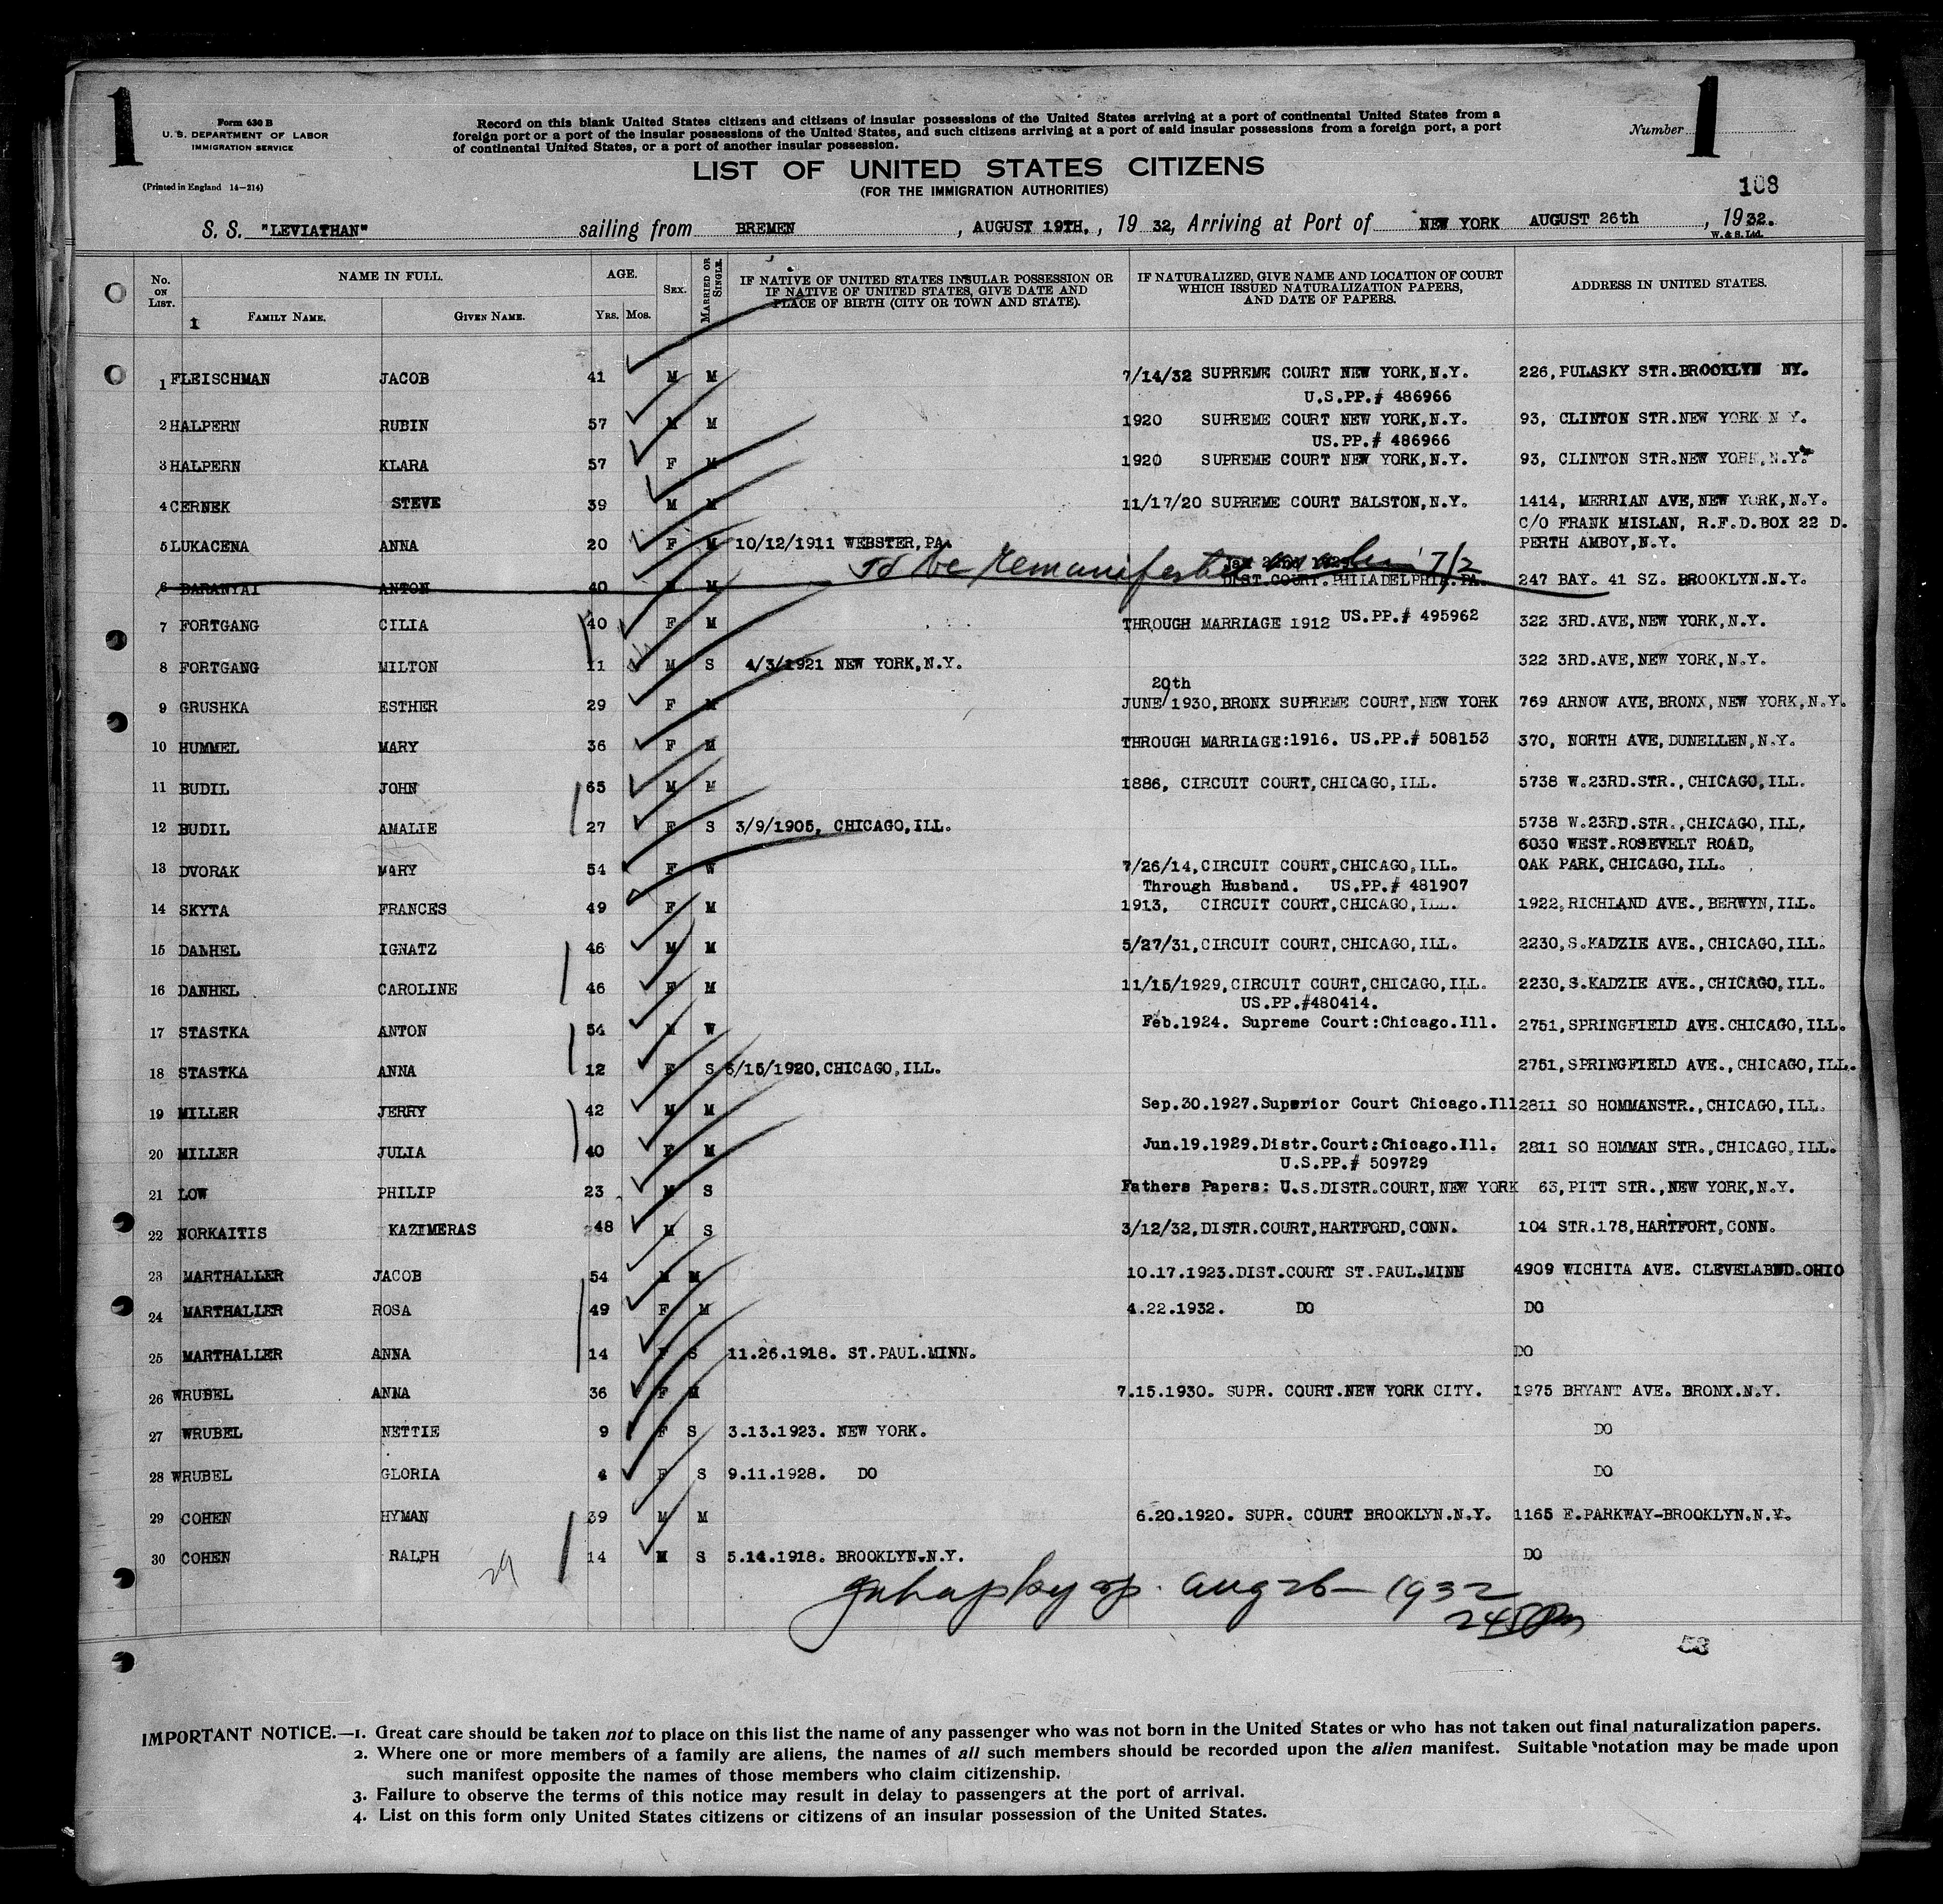 1
1
Form 630 B
U. S. DEPARTMENT OF LABOR
IMMIGRATION SERVICE
(Printed in England 14—214)
Record on this blank United States citizens and citizens of insular possessions of the United States arriving at a port of continental United States from a
foreign port or a port of the insular possessions of the United States, and such citizens arriving at a port of said insular possessions from a foreign port, a port
of continental United States, or a port of another insular possession.
Number
LIST OF UNITED STATES CITIZENS
(FOR THE IMMIGRATION AUTHORITIES)
108
S. S. "LEVIATHAN" sailing from BREMEN , AUGUST 19TH. , 19 32, Arriving at Port of NEW YORK AUGUST 26th , 1932.
W. & S. Ltd.
No. ON LIST. NAME IN FULL. AGE. SEX. MARRIED OR SINGLE. IF NATIVE OF UNITED STATES INSULAR POSSESSION OR IF NATIVE OF UNITED STATES, GIVE DATE AND PLACE OF BIRTH (CITY OR TOWN AND STATE). IF NATURALIZED, GIVE NAME AND LOCATION OF COURT WHICH ISSUED NATURALIZATION PAPERS, AND DATE OF PAPERS. ADDRESS IN UNITED STATES.
1 FAMILY NAME. GIVEN NAME. YRS. MOS.
1 FLEISCHMAN JACOB 41 M M 7/14/32 SUPREME COURT NEW YORK,N.Y. 226,PULASKY STR.BROOKLYN NY.
U.S.PP.# 486966
2 HALPERN RUBIN 57 M M 1920 SUPREME COURT NEW YORK,N.Y. 93, CLINTON STR.NEW YORK N Y.
US.PP.# 486966
3 HALPERN KLARA 57 F M 1920 SUPREME COURT NEW YORK,N.Y. 93, CLINTON STR.NEW YORK,N.Y.
4 CERNEK STEVE 39 M M 11/17/20 SUPREME COURT BALSTON,N.Y. 1414, MERRIAN AVE,NEW YORK,N.Y.
C/O FRANK MISLAN, R.F.D.BOX 22 D.
5 LUKACENA ANNA 20 F M 10/12/1911 WEBSTER,PA. PERTH AMBOY,N.Y.
To be remanifested 7/2
6 BARANYAI ANTON 40 M M DIST.COURT.PHILADELPHIA.PA. 247 BAY. 41 SZ. BROOKLYN.N.Y.
7 FORTGANG CILIA 40 F M THROUGH MARRIAGE 1912 US.PP.# 495962 322 3RD.AVE,NEW YORK,N.Y.
8 FORTGANG MILTON 11 M S 4/3/1921 NEW YORK,N.Y. 322 3RD.AVE,NEW YORK,N.Y.
20th
9 GRUSHKA ESTHER 29 F M JUNE/1930,BRONX SUPREME COURT,NEW YORK 769 ARNOW AVE,BRONX,NEW YORK,N.Y.
10 HUMMEL MARY 36 F M THROUGH MARRIAGE:1916. US.PP.# 508153 370, NORTH AVE,DUNELLEN,N.Y.
11 BUDIL JOHN 65 M M 1886, CIRCUIT COURT,CHICAGO,ILL. 5738 W.23RD.STR.,CHICAGO,ILL.
12 BUDIL AMALIE 27 F S 3/9/1905, CHICAGO,ILL. 5738 W.23RD.STR.,CHICAGO,ILL.
6030 WEST.ROSEVELT ROAD,
13 DVORAK MARY 54 F W 7/26/14,CIRCUIT COURT,CHICAGO,ILL. OAK PARK,CHICAGO,ILL.
Through Husband. US.PP.# 481907
14 SKYTA FRANCES 49 F M 1913, CIRCUIT COURT,CHICAGO,ILL. 1922,RICHLAND AVE.,BERWYN,ILL.
15 DANHEL IGNATZ 46 M M 5/27/31,CIRCUIT COURT,CHICAGO,ILL. 2230,S.KADZIE AVE.,CHICAGO,ILL.
16 DANHEL CAROLINE 46 F M 11/15/1929,CIRCUIT COURT,CHICAGO,ILL. 2230,S.KADZIE AVE.,CHICAGO,ILL.
US.PP.#480414.
17 STASTKA ANTON 54 M W Feb.1924. Supreme Court:Chicago.Ill. 2751,SPRINGFIELD AVE.CHICAGO,ILL.
18 STASTKA ANNA 12 F S 6/15/1920,CHICAGO,ILL. 2751,SPRINGFIELD AVE.,CHICAGO,ILL.
19 MILLER JERRY 42 M M Sep.30.1927.Superior Court Chicago.Ill 2811 SO HOMMANSTR.,CHICAGO,ILL.
20 MILLER JULIA 40 F M Jun.19.1929.Distr.Court:Chicago.Ill. 2811 SO HOMMAN STR.,CHICAGO,ILL.
U.S.PP.# 509729
21 LOW PHILIP 23 M S Fathers Papers: U.S.DISTR.COURT,NEW YORK 63,PITT STR.,NEW YORK,N.Y.
22 NORKAITIS KAZIMERAS 48 M S 3/12/32,DISTR.COURT,HARTFORD,CONN. 104 STR.178,HARTFORT,CONN.
23 MARTHALLER JACOB 54 M M 10.17.1923.DIST.COURT ST.PAUL.MINN 4909 WICHITA AVE. CLEVELABND.OHIO
24 MARTHALLER ROSA 49 F M 4.22.1932. DO DO
25 MARTHALLER ANNA 14 F S 11.26.1918. ST.PAUL.MINN. DO
26 WRUBEL ANNA 36 F M 7.15.1930. SUPR. COURT.NEW YORK CITY. 1975 BRYANT AVE. BRONX.N.Y.
27 WRUBEL NETTIE 9 F S 3.13.1923. NEW YORK. DO
28 WRUBEL GLORIA 4 F S 9.11.1928. DO DO
29 COHEN HYMAN 39 M M 6.20.1920. SUPR. COURT BROOKLYN.N.Y. 1165 E.PARKWAY-BROOKLYN.N.Y.
30 COHEN RALPH 14 M S 5.14.1918. BROOKLYN.N.Y. DO
29
Aug 26 - 1932
245 Pm
58
IMPORTANT NOTICE.—1. Great care should be taken not to place on this list the name of any passenger who was not born in the United States or who has not taken out final naturalization papers.
2. Where one or more members of a family are aliens, the names of all such members should be recorded upon the alien manifest. Suitable notation may be made upon
such manifest opposite the names of those members who claim citizenship.
3. Failure to observe the terms of this notice may result in delay to passengers at the port of arrival.
4. List on this form only United States citizens or citizens of an insular possession of the United States.